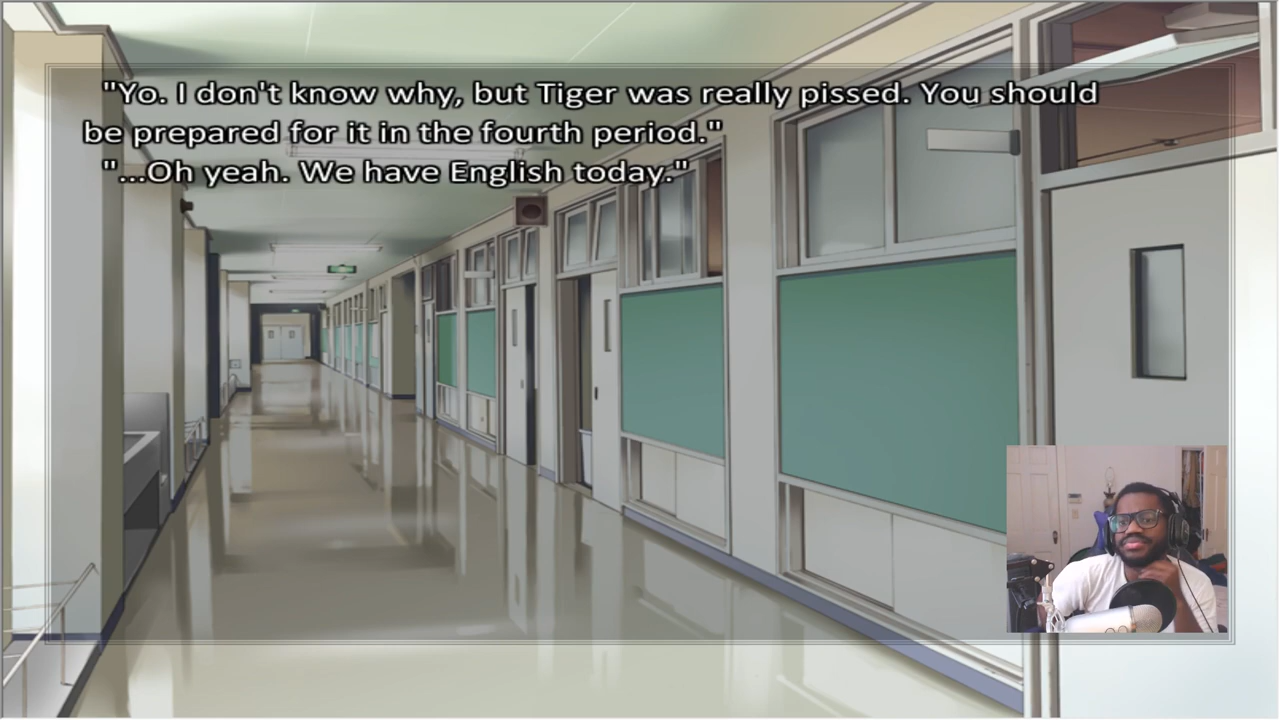 "Yo. I don't know why, but Tiger was really pissed. You should
be prepared for it in the fourth period."
"...Oh yeah. We have English today."